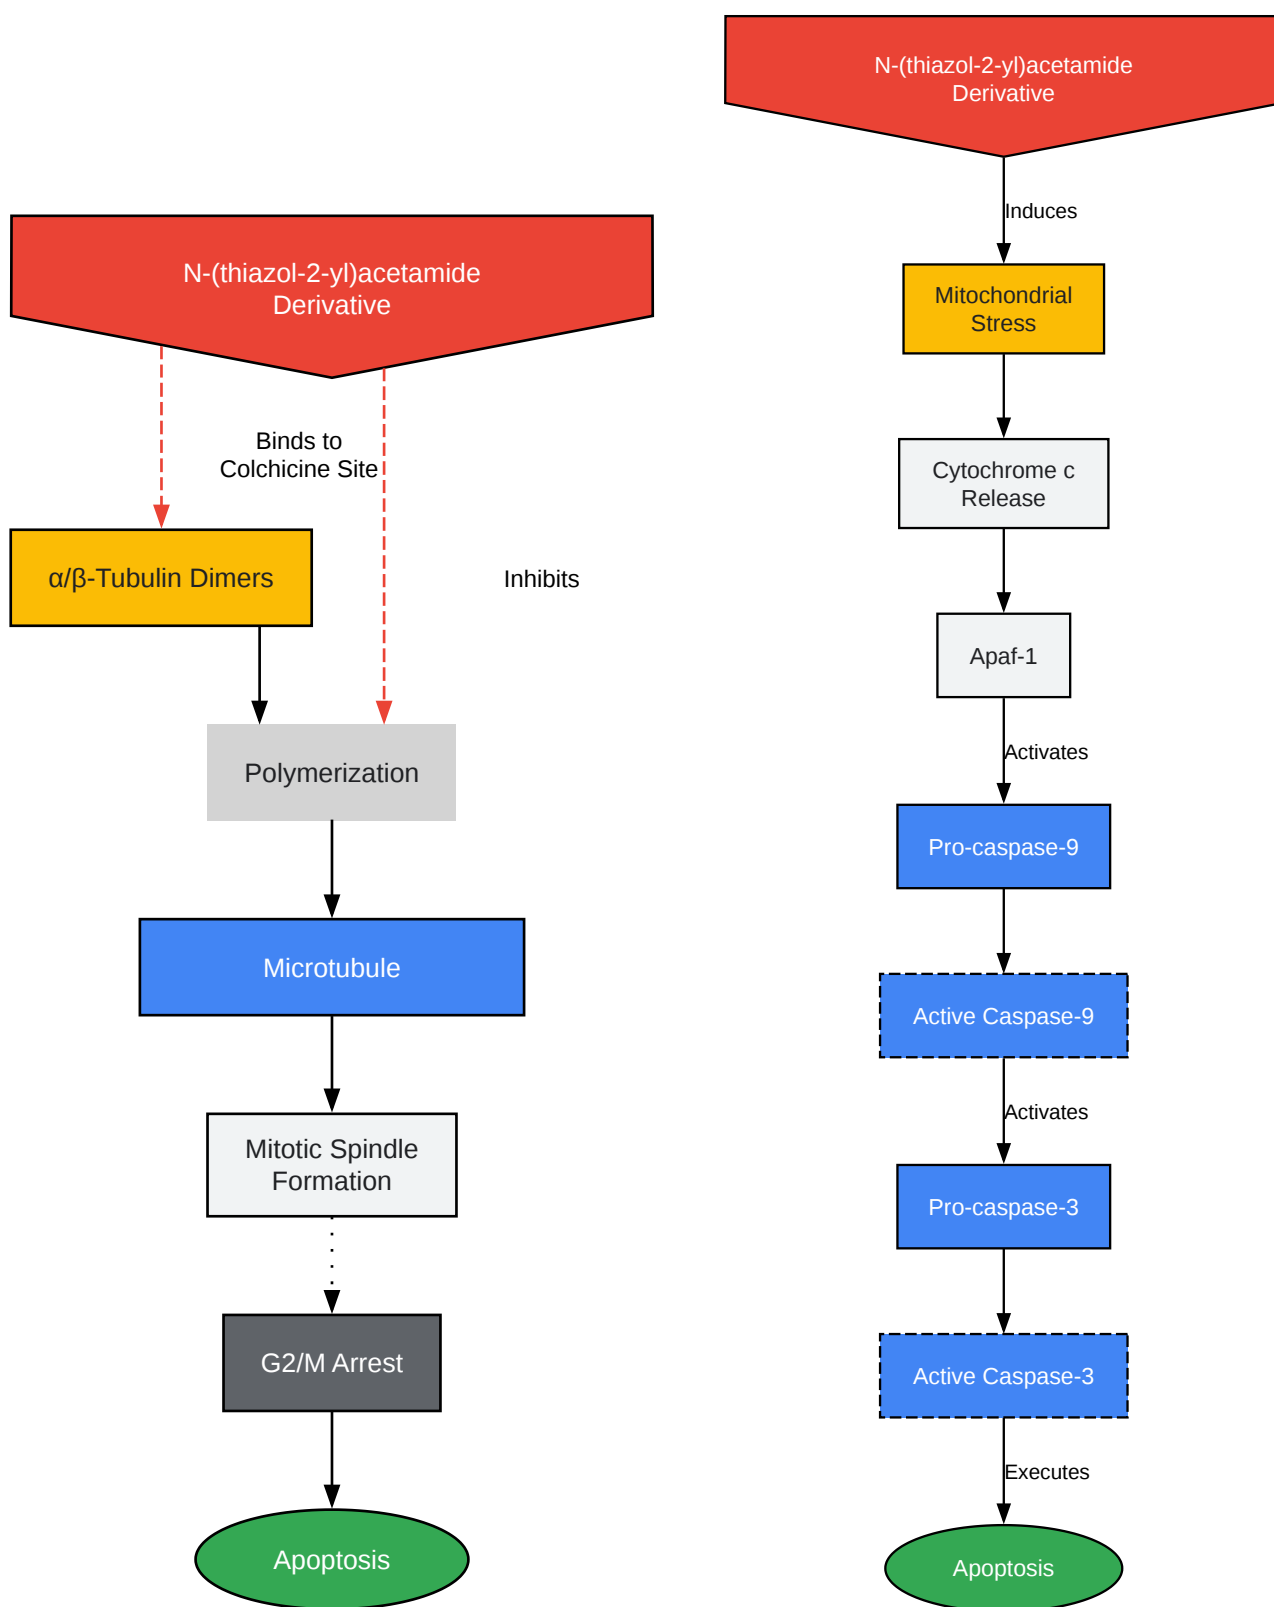 N-(thiazol-2-yl)acetamide
Derivative
Binds to
Colchicine Site
α/β-Tubulin Dimers
Inhibits
Polymerization
Microtubule
Mitotic Spindle
Formation
G2/M Arrest
Apoptosis
N-(thiazol-2-yl)acetamide
Derivative
Induces
Mitochondrial
Stress
Cytochrome c
Release
Apaf-1
Activates
Pro-caspase-9
Active Caspase-9
Activates
Pro-caspase-3
Active Caspase-3
Executes
Apoptosis